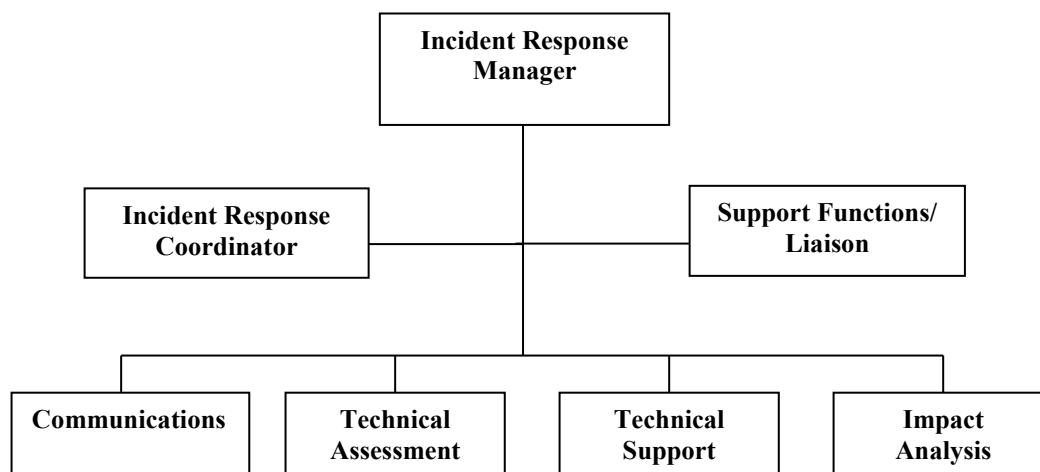 Incident Response
Manager
Incident Response
Coordinator
Support Functions/
Liaison
Communications
Technical
Assessment
Technical
Support
Impact
Analysis